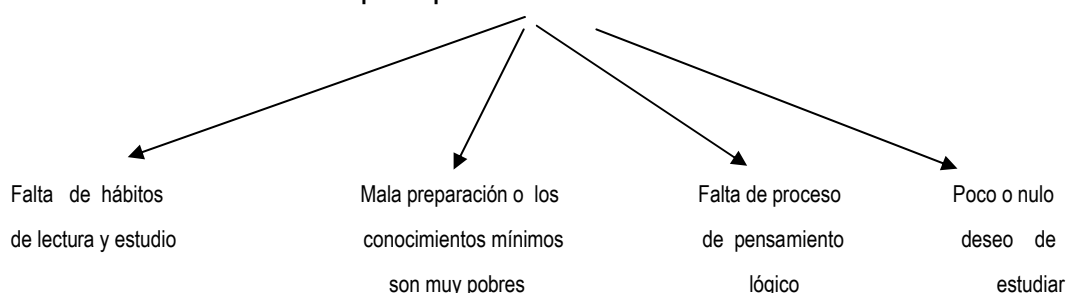 Falta de hábitos
de lectura y estudio
Mala preparación o los
conocimientos mínimos
son muy pobres
Falta de proceso
de pensamiento
lógico
Poco o nulo
deseo de
estudiar